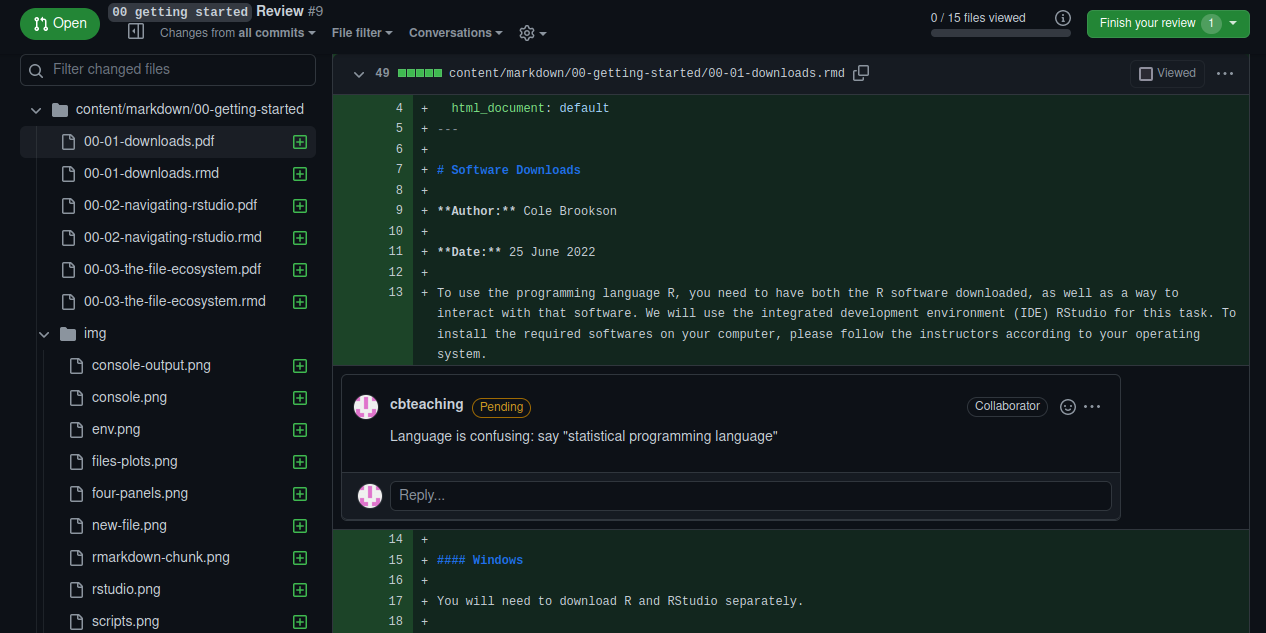 Open
00 getting started Review #9
Changes from all commits
File filter
Conversations
0 / 15 files viewed
Finish your review 1
Filter changed files
content/markdown/00-getting-started
00-01-downloads.pdf
00-01-downloads.rmd
00-02-navigating-rstudio.pdf
00-02-navigating-rstudio.rmd
00-03-the-file-ecosystem.pdf
00-03-the-file-ecosystem.rmd
img
console-output.png
console.png
env.png
files-plots.png
four-panels.png
new-file.png
rmarkdown-chunk.png
rstudio.png
scripts.png
49 content/markdown/00-getting-started/00-01-downloads.rmd
Viewed
4 + html_document: default
5 + ---
6 +
7 + # Software Downloads
8 +
9 + **Author:** Cole Brookson
10 +
11 + **Date:** 25 June 2022
12 +
13 + To use the programming language R, you need to have both the R software downloaded, as well as a way to
interact with that software. We will use the integrated development environment (IDE) RStudio for this task. To
install the required softwares on your computer, please follow the instructors according to your operating
system.
cbteaching Pending
Collaborator
Language is confusing: say "statistical programming language"
Reply...
14 +
15 + #### Windows
16 +
17 + You will need to download R and RStudio separately.
18 +